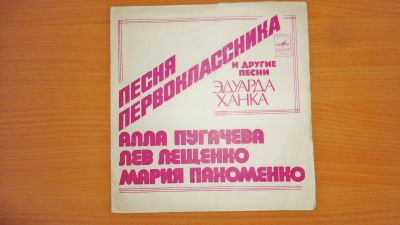 ПЕСНЯ
ПЕРВОКЛАССНИКА
И ДРУГИЕ
ПЕСНИ
ЭДУАРДА
ХАНКА
АЛЛА ПУГАЧЕВА
ЛЕВ ЛЕЩЕНКО
МАРИЯ ПАХОМЕНКО